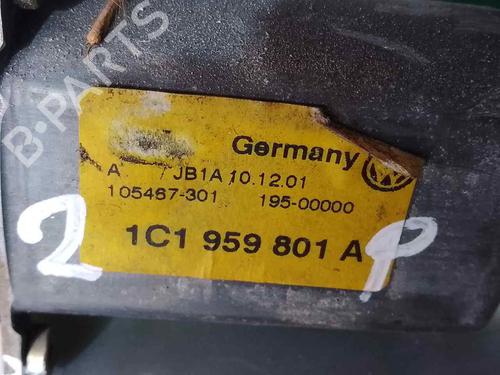 B-PARTS
Germany
A JB1A 10.12.01
105467-301 195-00000
1C1 959 801 A
2 P